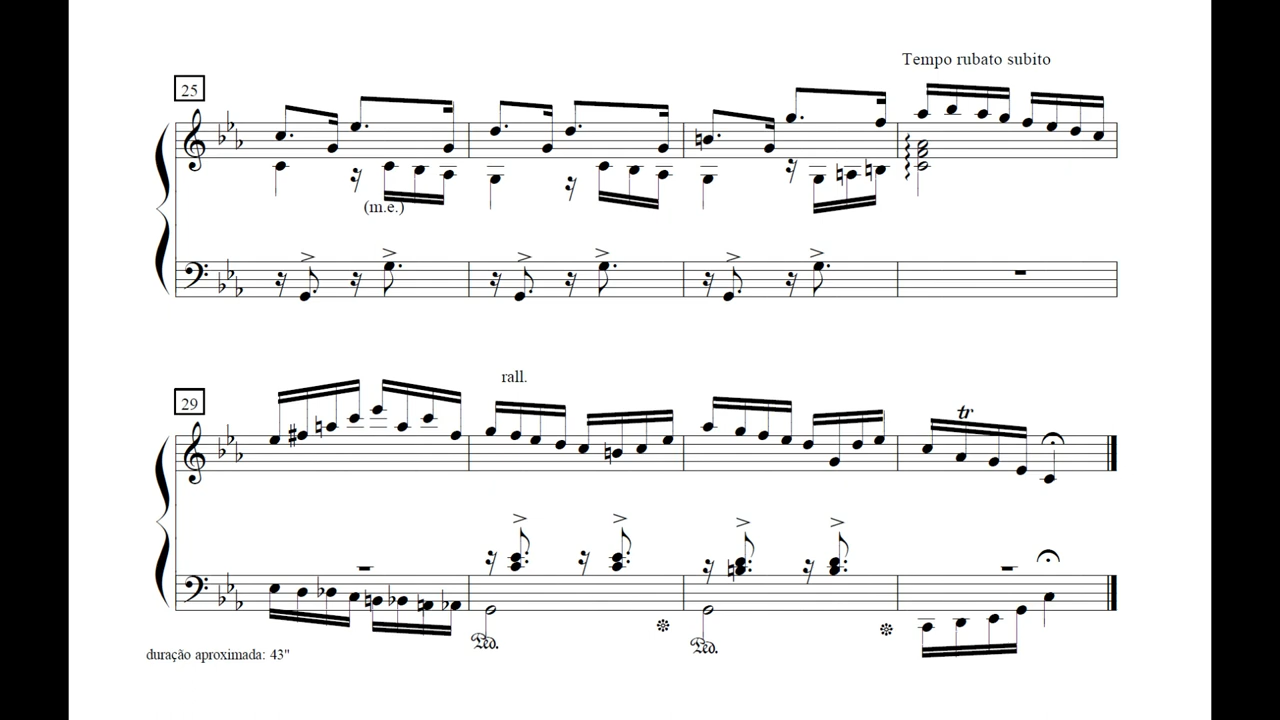 Tempo rubato subito
25
(m.e.)
rall.
29
tr
Ped.
Ped.
duração aproximada: 43"